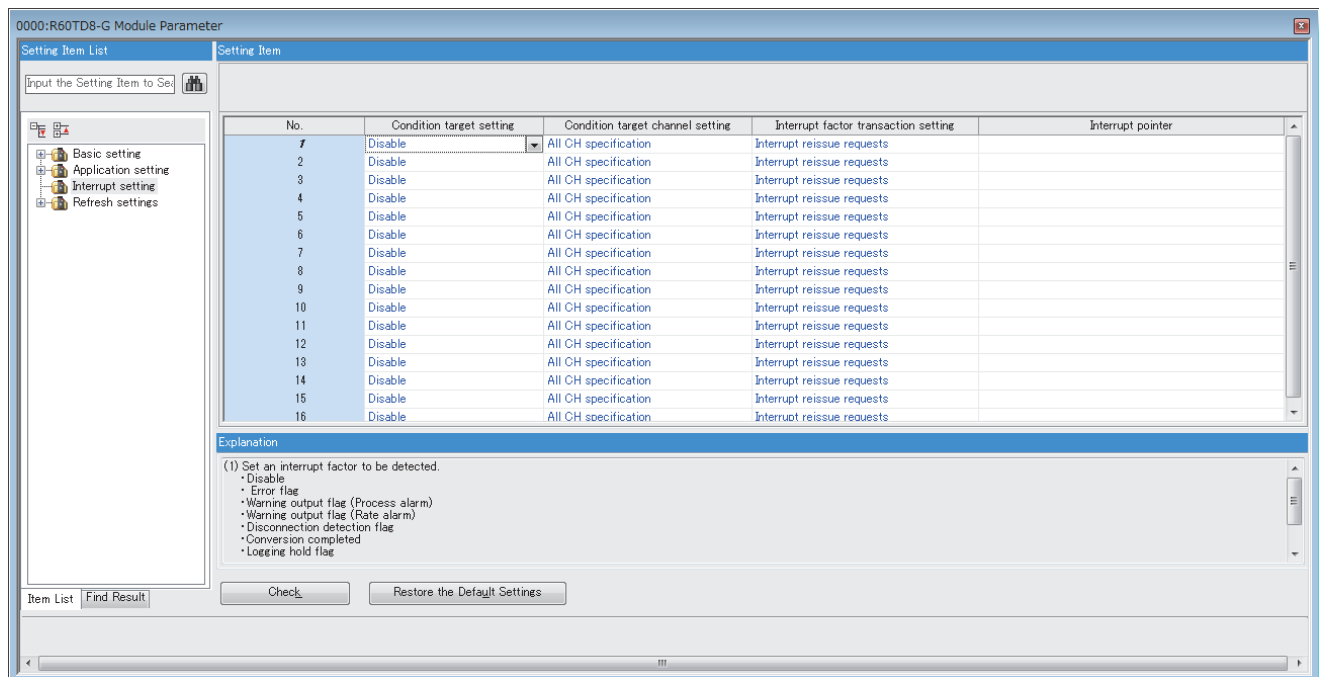 0000:R60TD8-G Module Parameter
Setting Item List
Setting Item
Input the Setting Item to Sea
Basic setting
Application setting
Interrupt setting
Refresh settings
No. Condition target setting Condition target channel setting Interrupt factor transaction setting Interrupt pointer
1 Disable All CH specification Interrupt reissue requests
2 Disable All CH specification Interrupt reissue requests
3 Disable All CH specification Interrupt reissue requests
4 Disable All CH specification Interrupt reissue requests
5 Disable All CH specification Interrupt reissue requests
6 Disable All CH specification Interrupt reissue requests
7 Disable All CH specification Interrupt reissue requests
8 Disable All CH specification Interrupt reissue requests
9 Disable All CH specification Interrupt reissue requests
10 Disable All CH specification Interrupt reissue requests
11 Disable All CH specification Interrupt reissue requests
12 Disable All CH specification Interrupt reissue requests
13 Disable All CH specification Interrupt reissue requests
14 Disable All CH specification Interrupt reissue requests
15 Disable All CH specification Interrupt reissue requests
16 Disable All CH specification Interrupt reissue requests
Explanation
(1) Set an interrupt factor to be detected.
・Disable
・ Error flag
・Warning output flag (Process alarm)
・Warning output flag (Rate alarm)
・Disconnection detection flag
・Conversion completed
・Logging hold flag
Item List Find Result
Check Restore the Default Settings